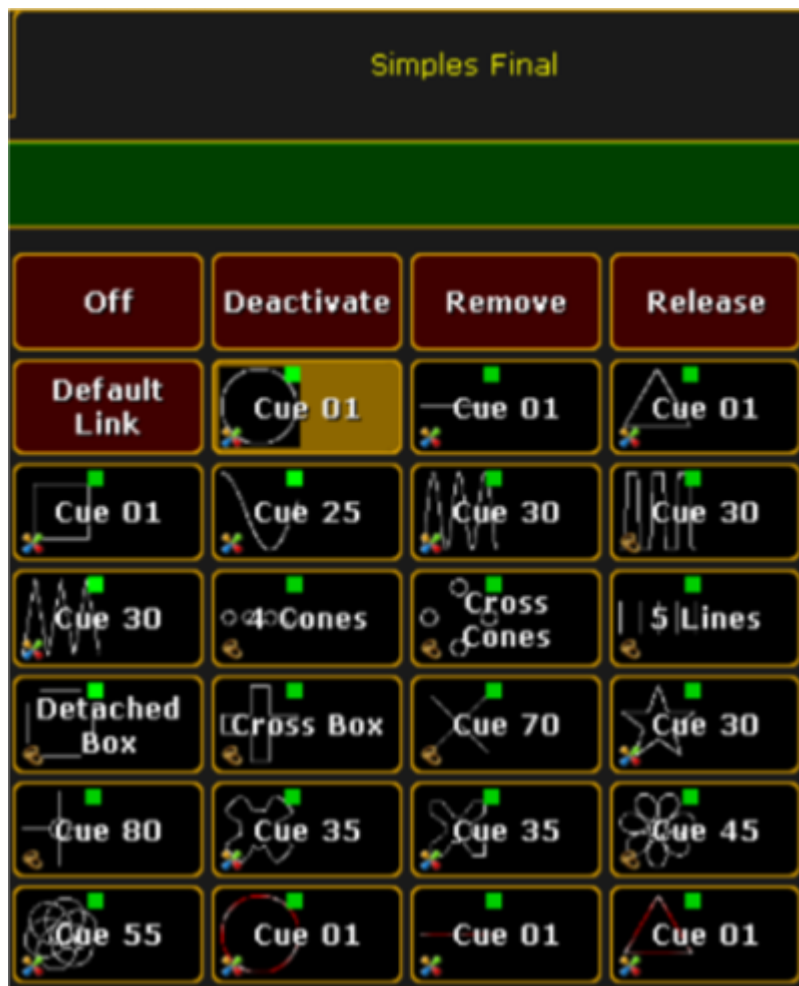 Simples Final
Off
Deactivate
Remove
Release
Default
Link
Cue 01
Cue 01
Cue 01
Cue 01
Cue 25
Cue 30
Cue 30
Cue 30
4 Cones
Cross
Cones
5 Lines
Detached
Box
Cross Box
Cue 70
Cue 30
Cue 80
Cue 35
Cue 35
Cue 45
Cue 55
Cue 01
Cue 01
Cue 01